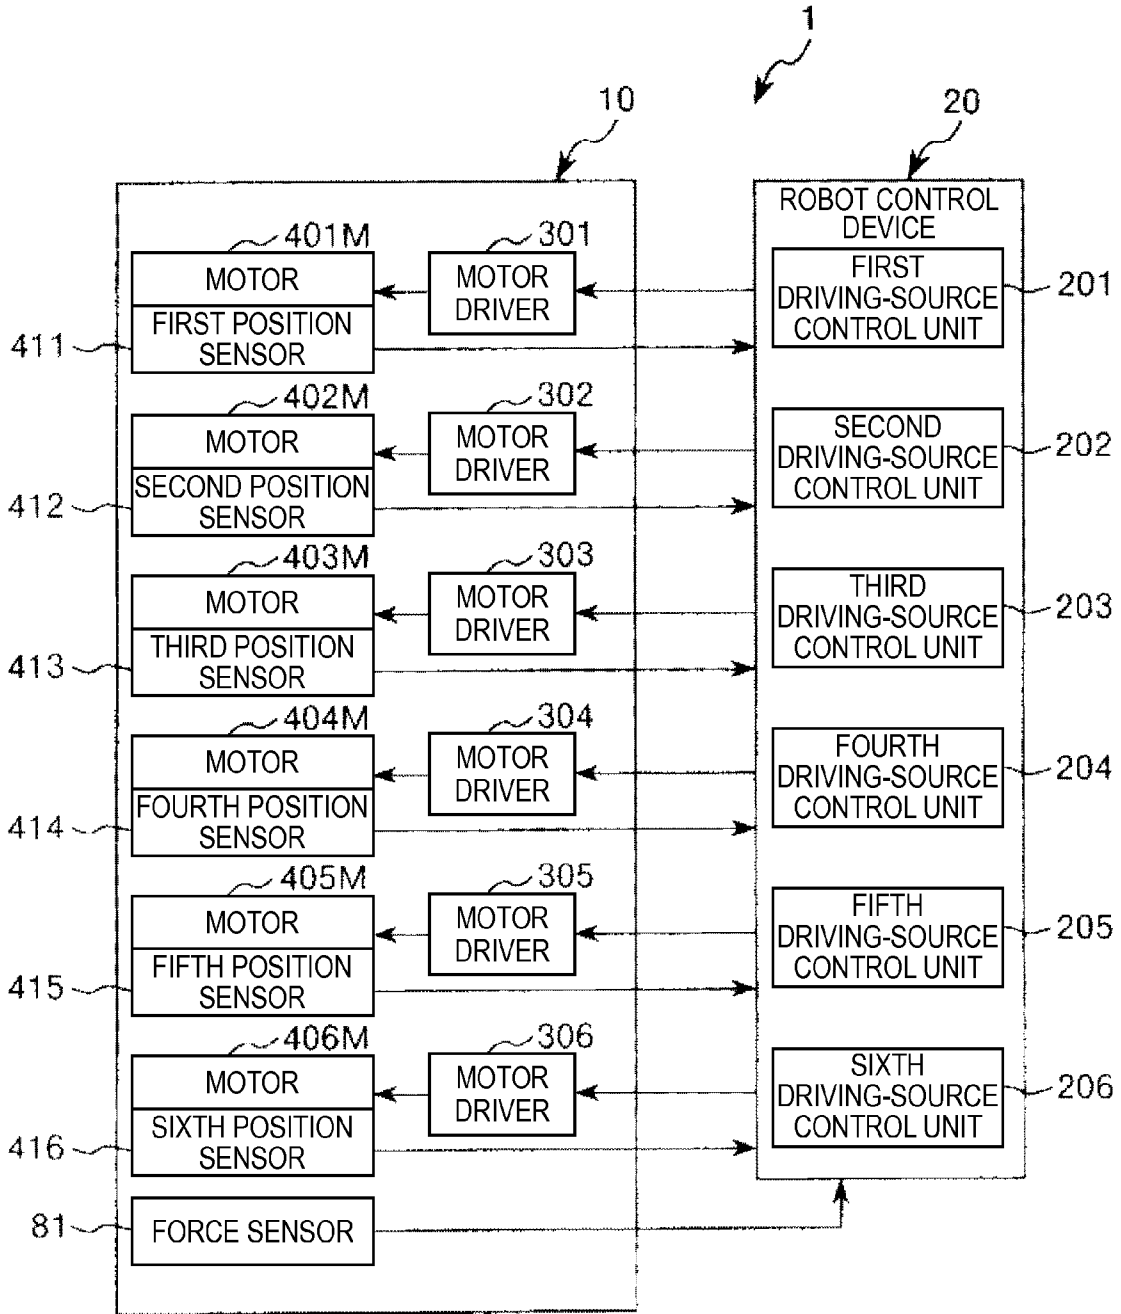 1
10
20
ROBOT CONTROL
DEVICE
401M
301
MOTOR
MOTOR
DRIVER
FIRST
DRIVING-SOURCE
CONTROL UNIT
201
FIRST POSITION
SENSOR
411
402M
302
MOTOR
MOTOR
DRIVER
SECOND
DRIVING-SOURCE
CONTROL UNIT
202
SECOND POSITION
SENSOR
412
403M
303
MOTOR
MOTOR
DRIVER
THIRD
DRIVING-SOURCE
CONTROL UNIT
203
THIRD POSITION
SENSOR
413
404M
304
MOTOR
MOTOR
DRIVER
FOURTH
DRIVING-SOURCE
CONTROL UNIT
204
FOURTH POSITION
SENSOR
414
405M
305
MOTOR
MOTOR
DRIVER
FIFTH
DRIVING-SOURCE
CONTROL UNIT
205
FIFTH POSITION
SENSOR
415
406M
306
MOTOR
MOTOR
DRIVER
SIXTH
DRIVING-SOURCE
CONTROL UNIT
206
SIXTH POSITION
SENSOR
416
81
FORCE SENSOR